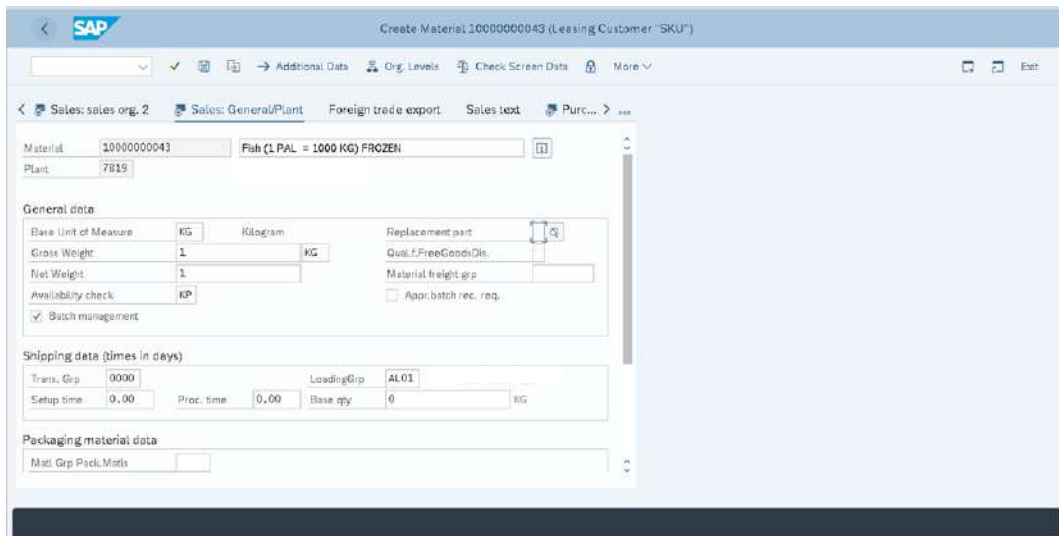 SAP
Create Material 10000000043 (Leasing Customer "SKU")
Additional Data Org. Levels Check Screen Data More Exit
Sales: sales org. 2 Sales: General/Plant Foreign trade export Sales text Purc... ...
Material 10000000043 Fish (1 PAL = 1000 KG) FROZEN
Plant 7819
General data
Base Unit of Measure KG Kilogram Replacement part
Gross Weight 1 KG Qual.f.FreeGoodsDis.
Net Weight 1 Material freight grp
Availability check KP Appr.batch rec. req.
Batch management
Shipping data (times in days)
Trans. Grp 0000 LoadingGrp AL01
Setup time 0.00 Proc. time 0.00 Base qty 0 KG
Packaging material data
Matl Grp Pack.Matls